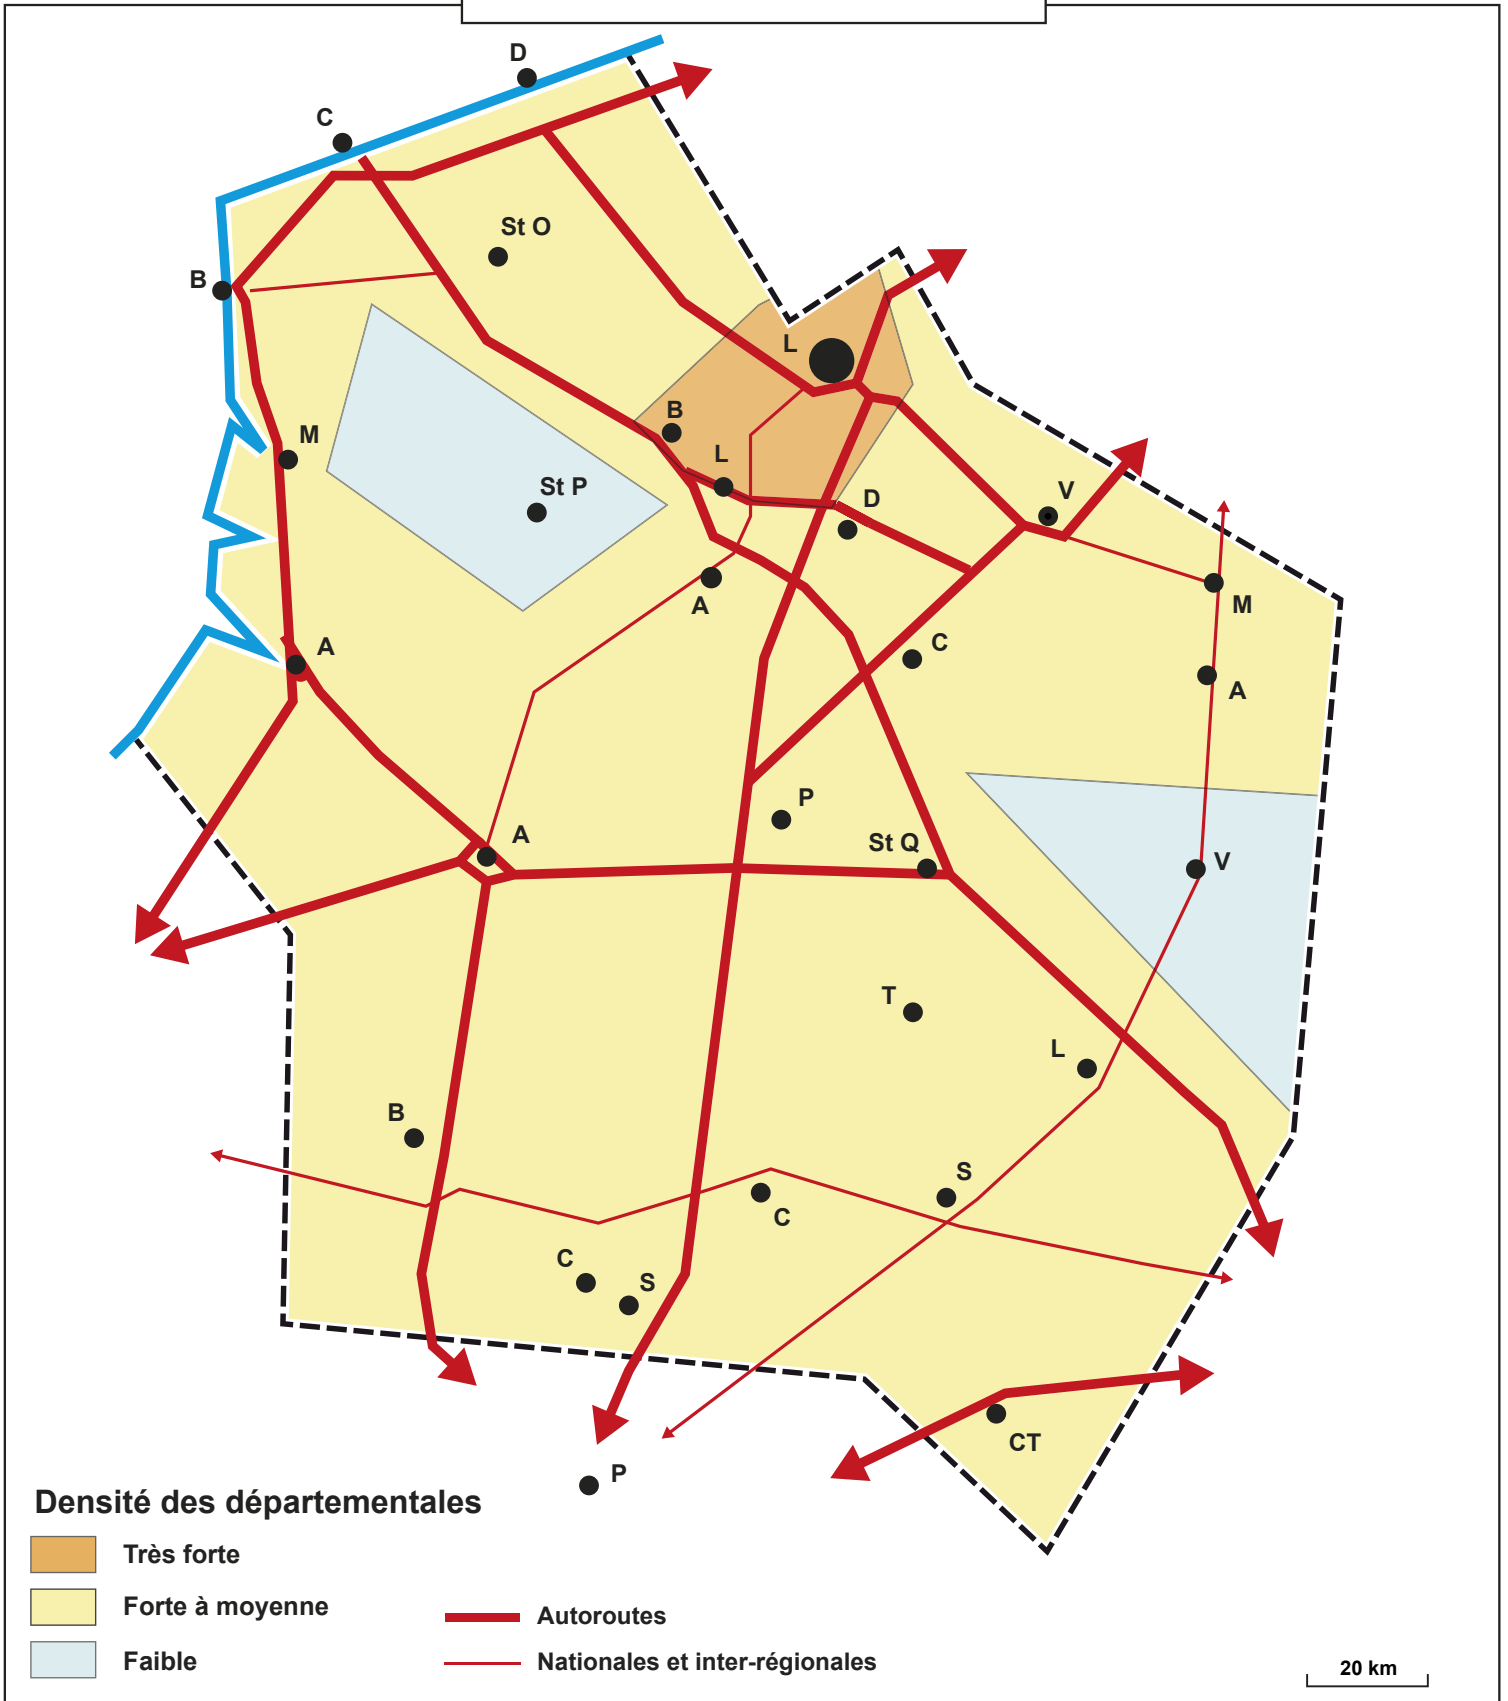 D
C
St O
B
L
B
M
L
St P
V
D
A
M
C
A
A
P
A
St Q
V
T
L
B
S
C
C
S
CT
P
Densité des départementales
Très forte
Forte à moyenne
Autoroutes
Faible
Nationales et inter-régionales
20 km